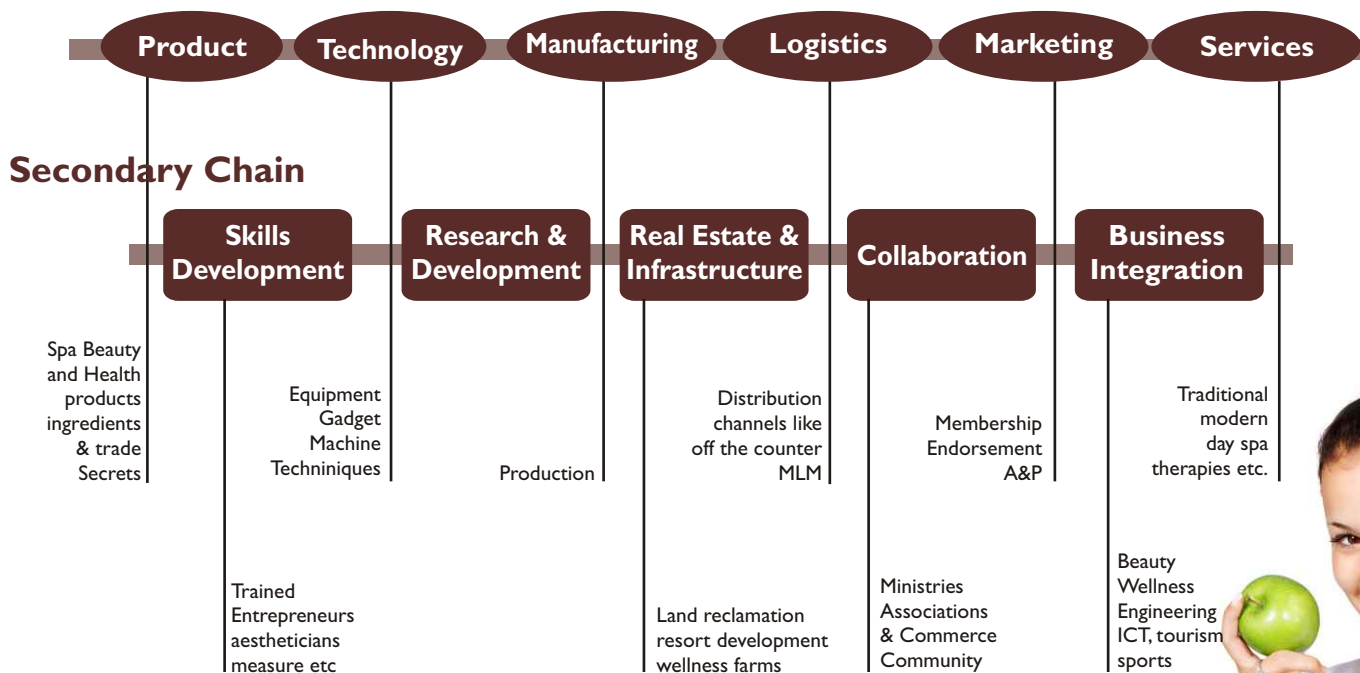 Product
Technology
Manufacturing
Logistics
Marketing
Services
Secondary Chain
Skills
Development
Research &
Development
Real Estate &
Infrastructure
Collaboration
Business
Integration
Spa Beauty
and Health
products
ingredients
& trade
Secrets
Equipment
Gadget
Machine
Techniniques
Production
Distribution
channels like
off the counter
MLM
Membership
Endorsement
A&P
Traditional
modern
day spa
therapies etc.
Trained
Entrepreneurs
aestheticians
measure etc
Land reclamation
resort development
wellness farms
Ministries
Associations
& Commerce
Community
Beauty
Wellness
Engineering
ICT, tourism
sports